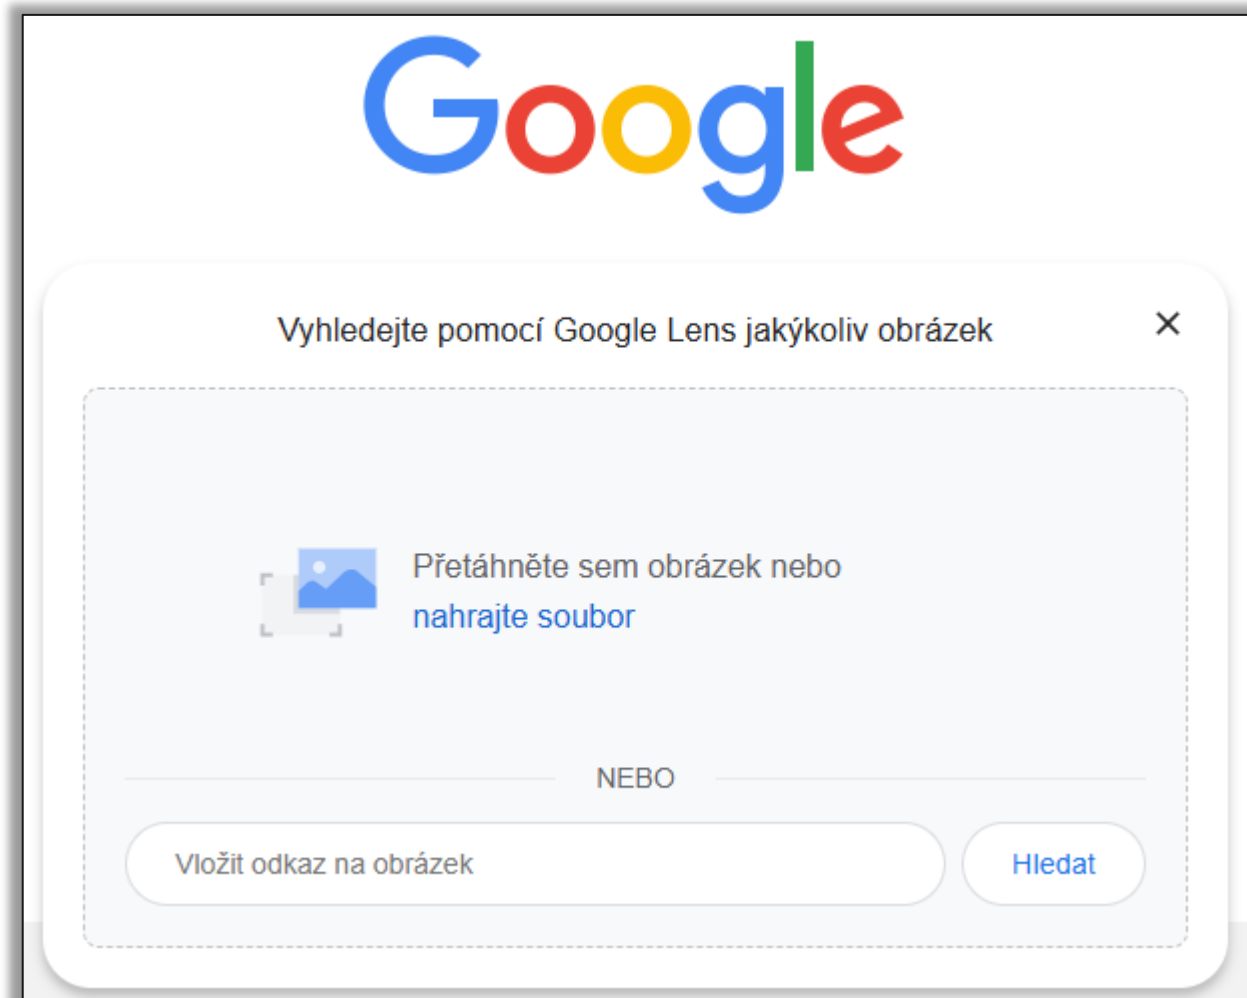 Google
Vyhledejte pomocí Google Lens jakýkoliv obrázek
Přetáhněte sem obrázek nebo
nahrajte soubor
NEBO
Vložit odkaz na obrázek
Hledat